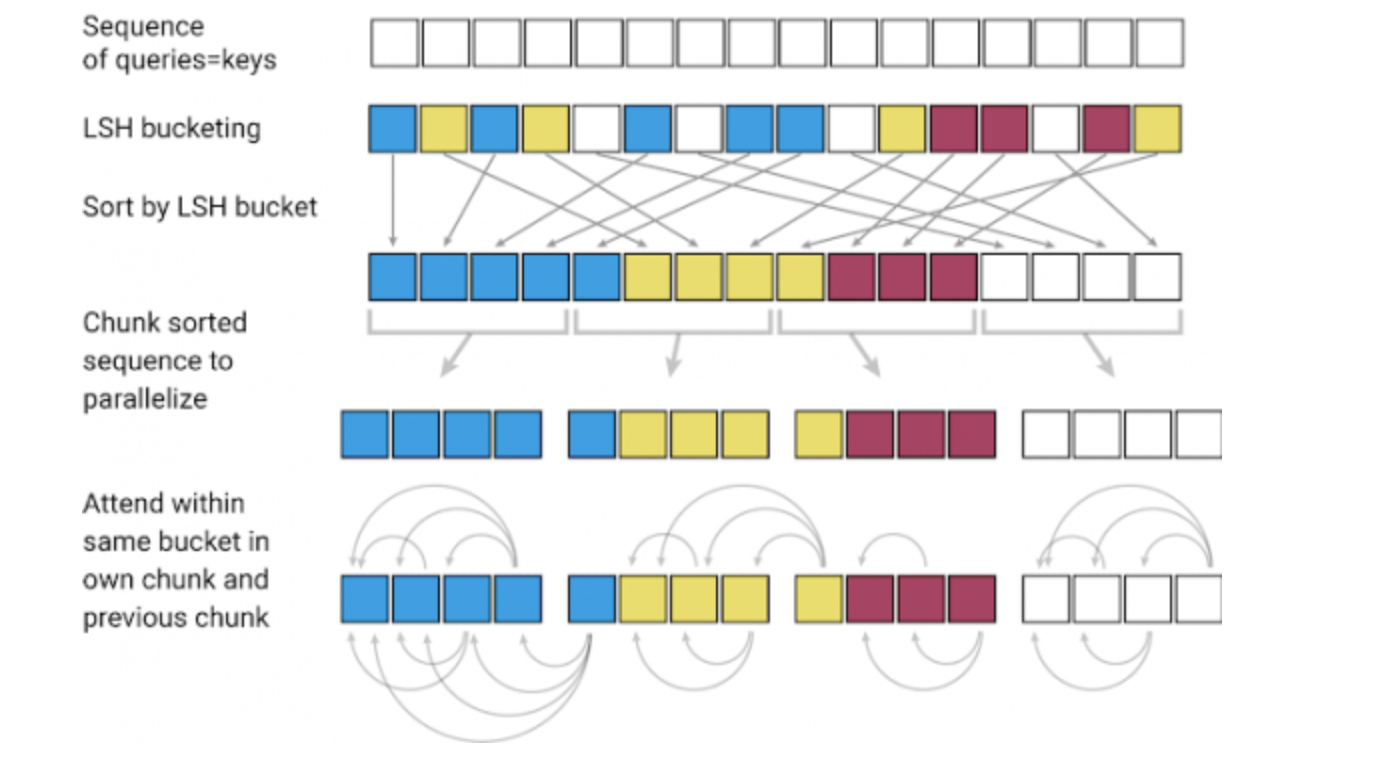 Sequence
of queries=keys
LSH bucketing
Sort by LSH bucket
Chunk sorted
sequence to
parallelize
Attend within
same bucket in
own chunk and
previous chunk